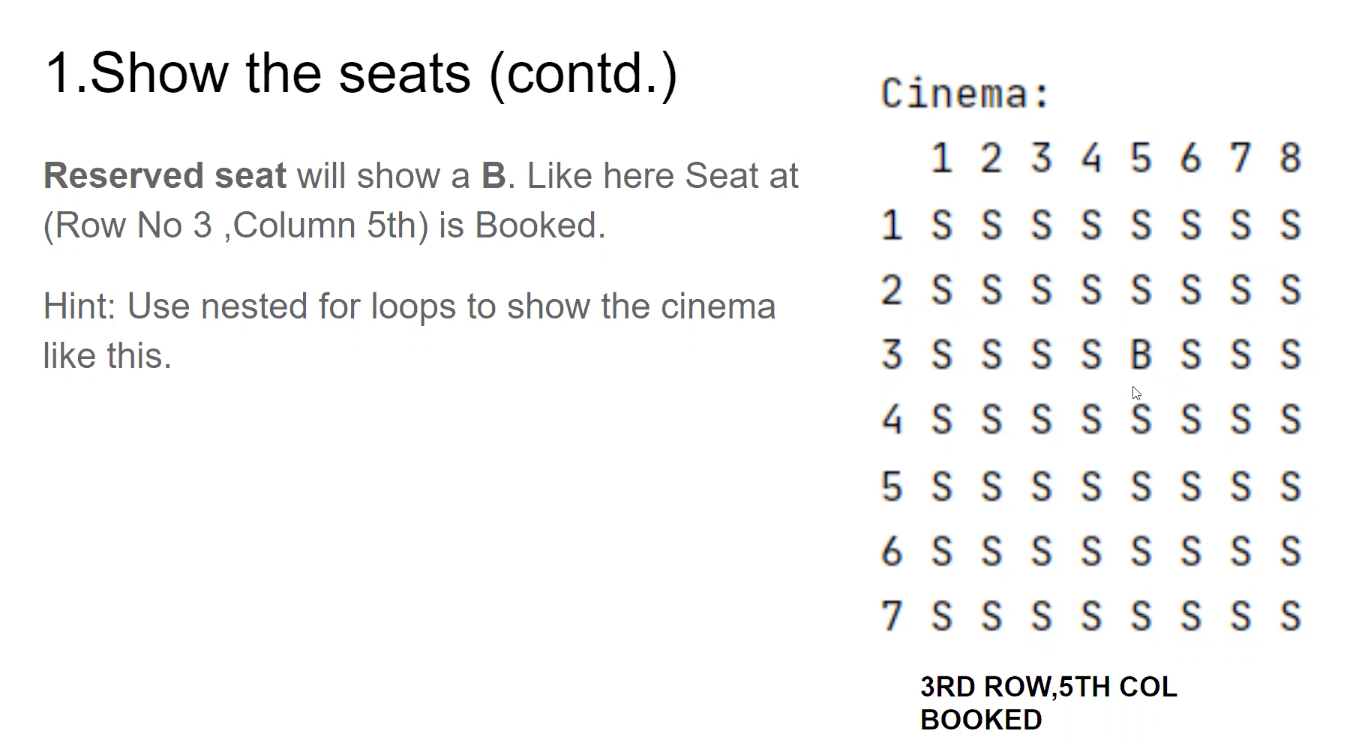 1.Show the seats (contd.)
Reserved seat will show a B. Like here Seat at
(Row No 3 ,Column 5th) is Booked.
Hint: Use nested for loops to show the cinema
like this.
Cinema:
1 2 3 4 5 6 7 8
1 S S S S S S S S
2 S S S S S S S S
3 S S S S B S S S
4 S S S S S S S S
5 S S S S S S S S
6 S S S S S S S S
7 S S S S S S S S
3RD ROW,5TH COL
BOOKED